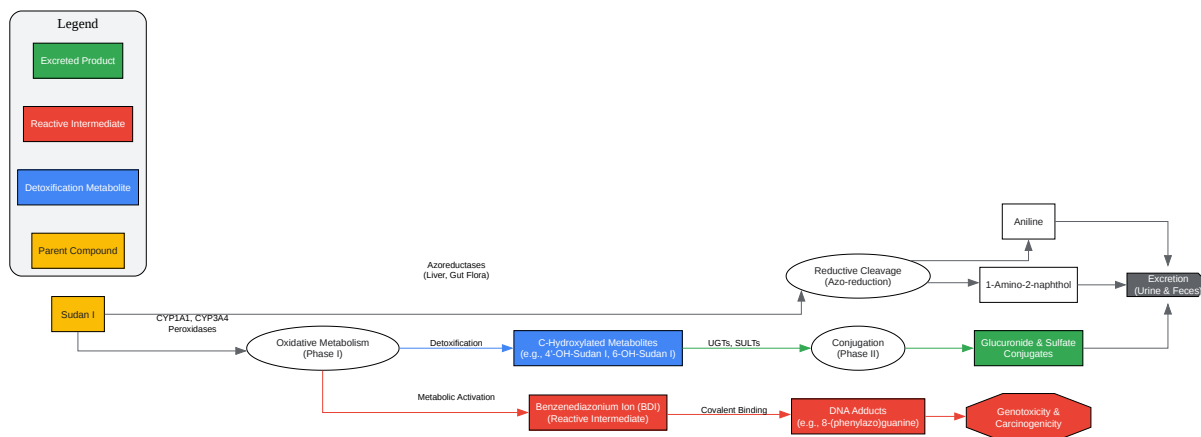 Legend
Excreted Product
Reactive Intermediate
Detoxification Metabolite
Parent Compound
Aniline
Azoreductases
(Liver, Gut Flora)
Reductive Cleavage
(Azo-reduction)
1-Amino-2-naphthol
Excretion
(Urine & Feces)
Sudan I
CYP1A1, CYP3A4
Peroxidases
Oxidative Metabolism
(Phase I)
Detoxification
C-Hydroxylated Metabolites
(e.g., 4'-OH-Sudan I, 6-OH-Sudan I)
UGTs, SULTs
Conjugation
(Phase II)
Glucuronide & Sulfate
Conjugates
Metabolic Activation
Benzenediazonium Ion (BDI)
(Reactive Intermediate)
Covalent Binding
DNA Adducts
(e.g., 8-(phenylazo)guanine)
Genotoxicity &
Carcinogenicity